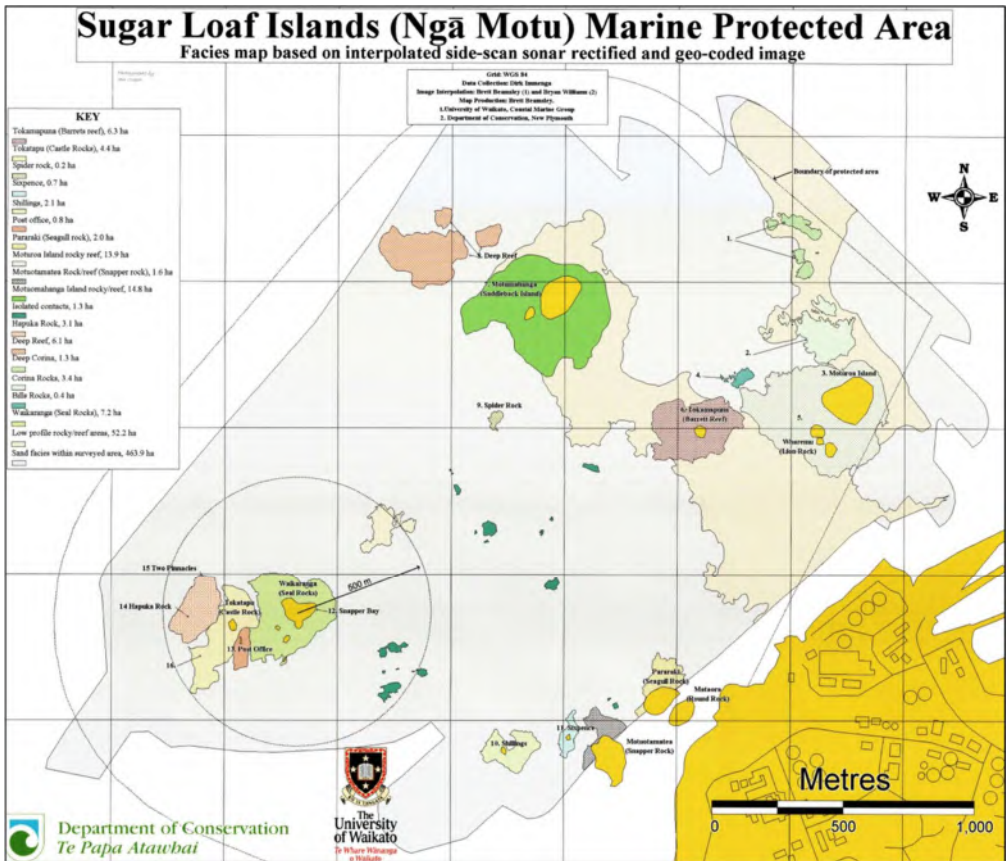 Sugar Loaf Islands (Ngā Motu) Marine Protected Area
Facies map based on interpolated side-scan sonar rectified and geo-coded image
Grid: WGS 84
Data Collection: Dirk Immenga
Image Interpolation: Brett Beamsley (1) and Bryan Williams (2)
Map Production: Brett Beamsley.
1. University of Waikato, Coastal Marine Group
2. Department of Conservation, New Plymouth
KEY
Tokamapuna (Barrets reef), 6.3 ha
Tokatapu (Castle Rocks), 4.4 ha
Spider rock, 0.2 ha
Sixpence, 0.7 ha
Shillings, 2.1 ha
Post office, 0.8 ha
Pararaki (Seagull rock), 2.0 ha
Moturoa Island rocky reef, 13.9 ha
Motuotamatea Rock/reef (Snapper rock), 1.6 ha
Motuomahanga Island rocky/reef, 14.8 ha
Isolated contacts, 1.3 ha
Hapuka Rock, 3.1 ha
Deep Reef, 6.1 ha
Deep Corina, 1.3 ha
Corina Rocks, 3.4 ha
Bills Rocks, 0.4 ha
Waikaranga (Seal Rocks), 7.2 ha
Low profile rocky/reef areas, 52.2 ha
Sand facies within surveyed area, 463.9 ha
Boundary of protected area
N
W E
S
1.
8. Deep Reef
7. Motumahanga
(Saddleback Island)
2.
3. Moturoa Island
4.
9. Spider Rock
6. Tokamapuna
(Barrett Reef)
5.
Whareumu
(Lion Rock)
500 m
15 Two Pinnacles
Waikaranga
(Seal Rocks)
14 Hapuka Rock
Tokatapu
(Castle Rock)
12. Snapper Bay
13. Post Office
16.
Pararaki
(Seagull Rock)
Mataora
(Round Rock)
11. Sixpence
10. Shillings
Motuotamatea
(Snapper Rock)
Metres
0 500 1,000
Department of Conservation
Te Papa Atawhai
The
University
of Waikato
Te Whare Wānanga
o Waikato